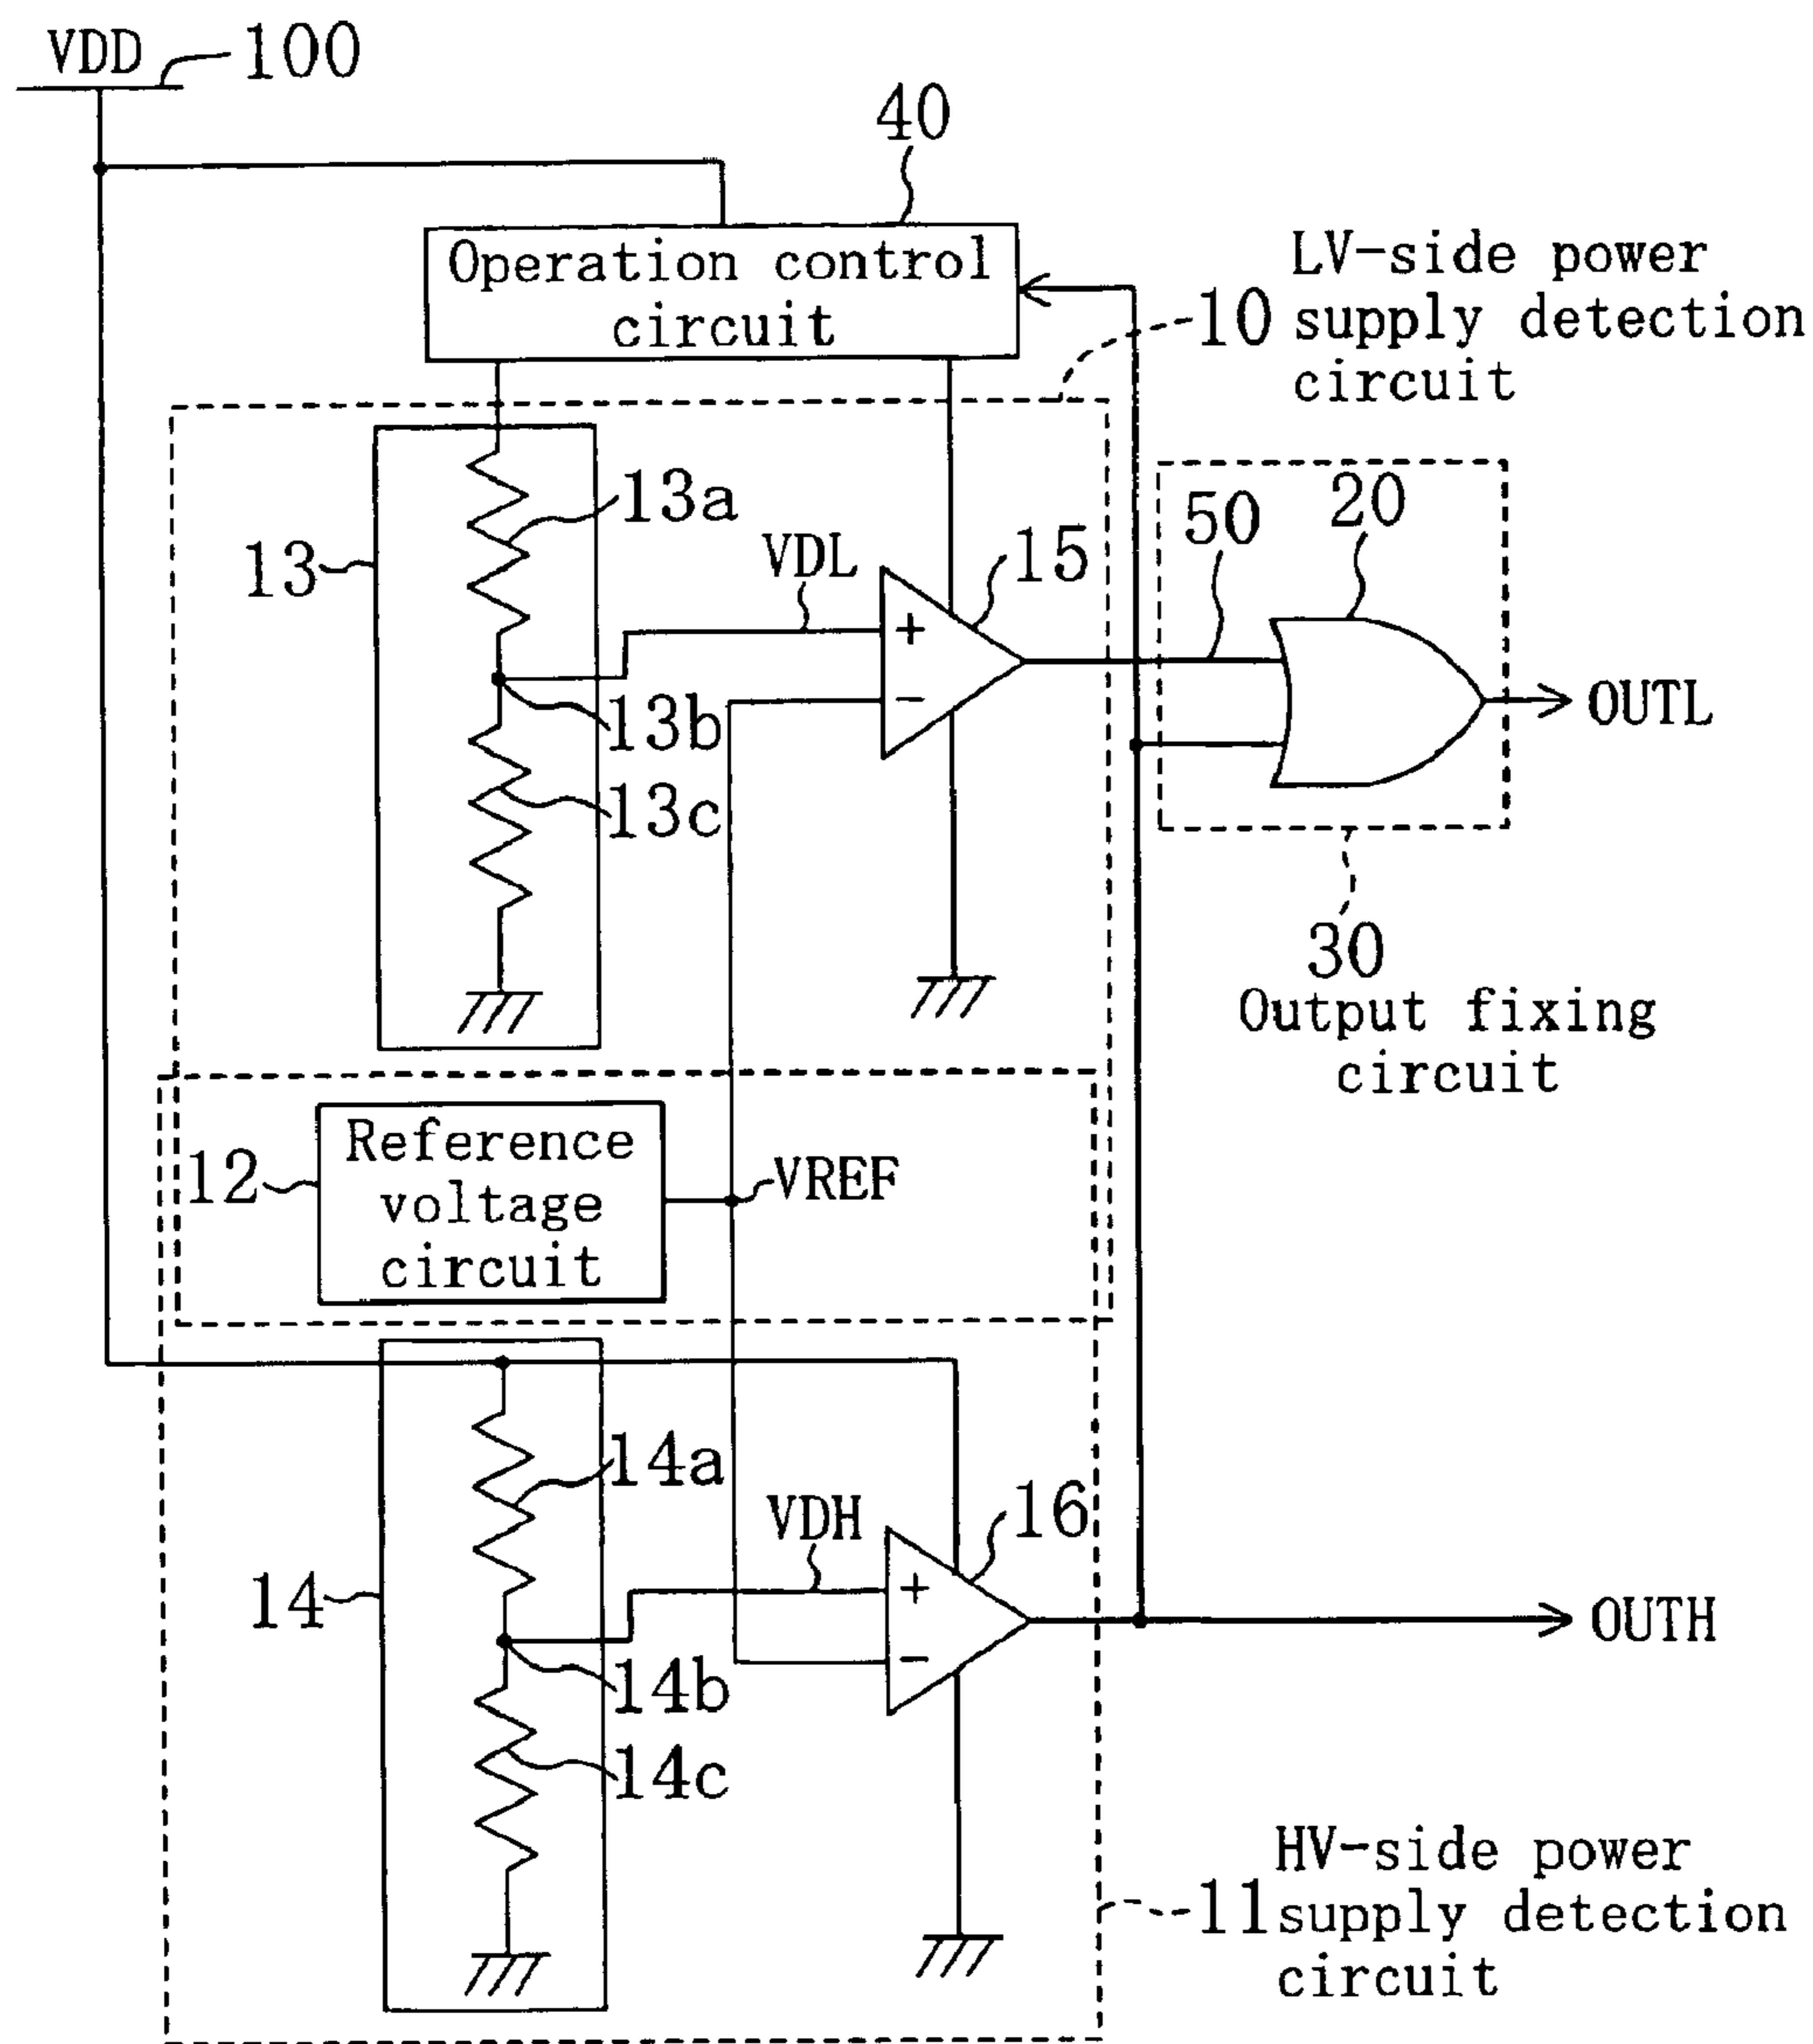 VDD
100
40
Operation control
circuit
LV-side power
10 supply detection
circuit
13a
13
VDL
15
50
20
+
-
OUTL
13b
13c
30
Output fixing
circuit
12
Reference
voltage
circuit
VREF
14a
VDH
16
14
+
-
OUTH
14b
14c
HV-side power
11 supply detection
circuit